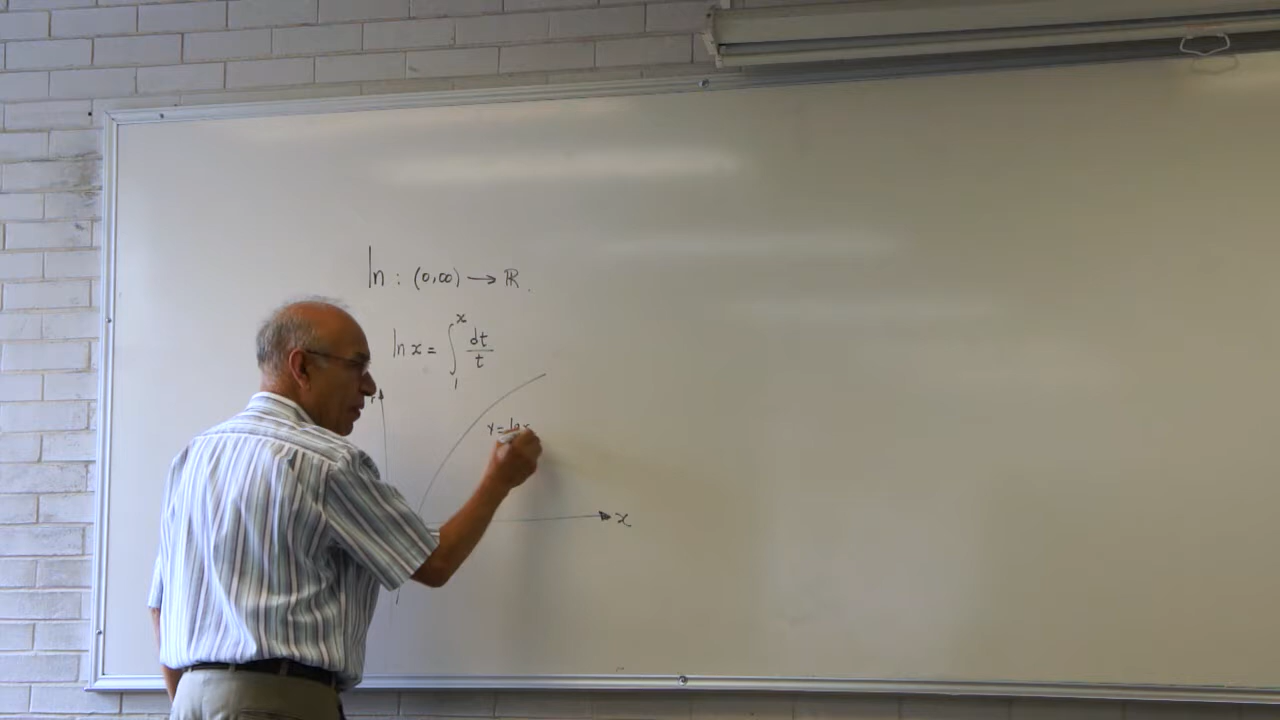 ln : (0,∞) → ℝ.
ln x = ∫₁ˣ dt/t
y = ln x
x